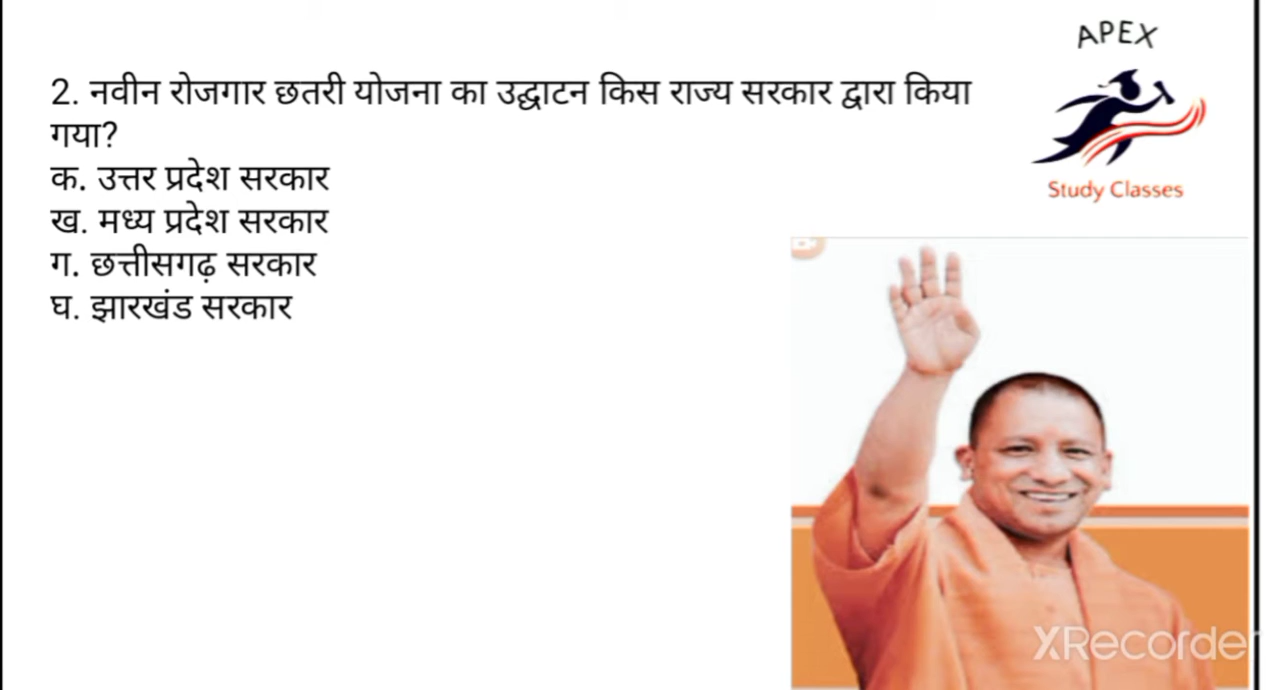 APEX
Study Classes
2. नवीन रोजगार छतरी योजना का उद्घाटन किस राज्य सरकार द्वारा किया
गया?
क. उत्तर प्रदेश सरकार
ख. मध्य प्रदेश सरकार
ग. छत्तीसगढ़ सरकार
घ. झारखंड सरकार
XRecorder